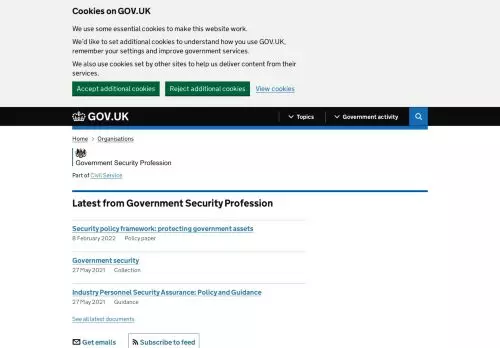 Cookies on GOV.UK
We use some essential cookies to make this website work.
We'd like to set additional cookies to understand how you use GOV.UK,
remember your settings and improve government services.
We also use cookies set by other sites to help us deliver content from their
services.
Accept additional cookies Reject additional cookies View cookies
GOV.UK Topics Government activity
Home Organisations
Government Security Profession
Part of Civil Service
Latest from Government Security Profession
Security policy framework: protecting government assets
8 February 2022 Policy paper
Government security
27 May 2021 Collection
Industry Personnel Security Assurance: Policy and Guidance
27 May 2021 Guidance
See all latest documents
Get emails Subscribe to feed